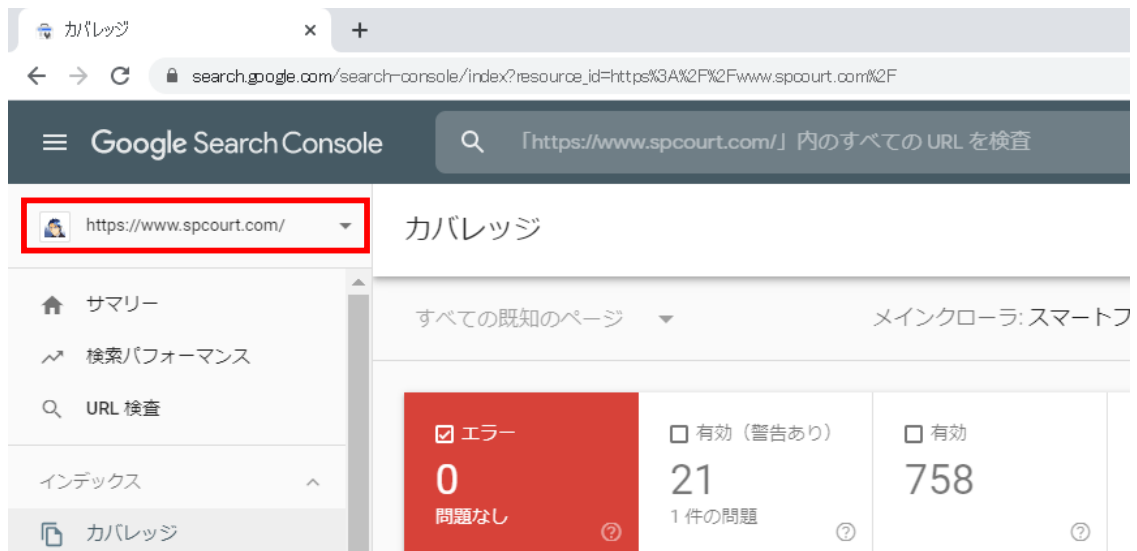 カバレッジ
search.google.com/search-console/index?resource_id=https%3A%2F%2Fwww.spcourt.com%2F
Google Search Console
「https://www.spcourt.com/」内のすべての URL を検査
https://www.spcourt.com/
カバレッジ
サマリー
検索パフォーマンス
URL 検査
インデックス
カバレッジ
すべての既知のページ
メインクローラ: スマートフ
エラー
0
問題なし
有効（警告あり）
21
1 件の問題
有効
758